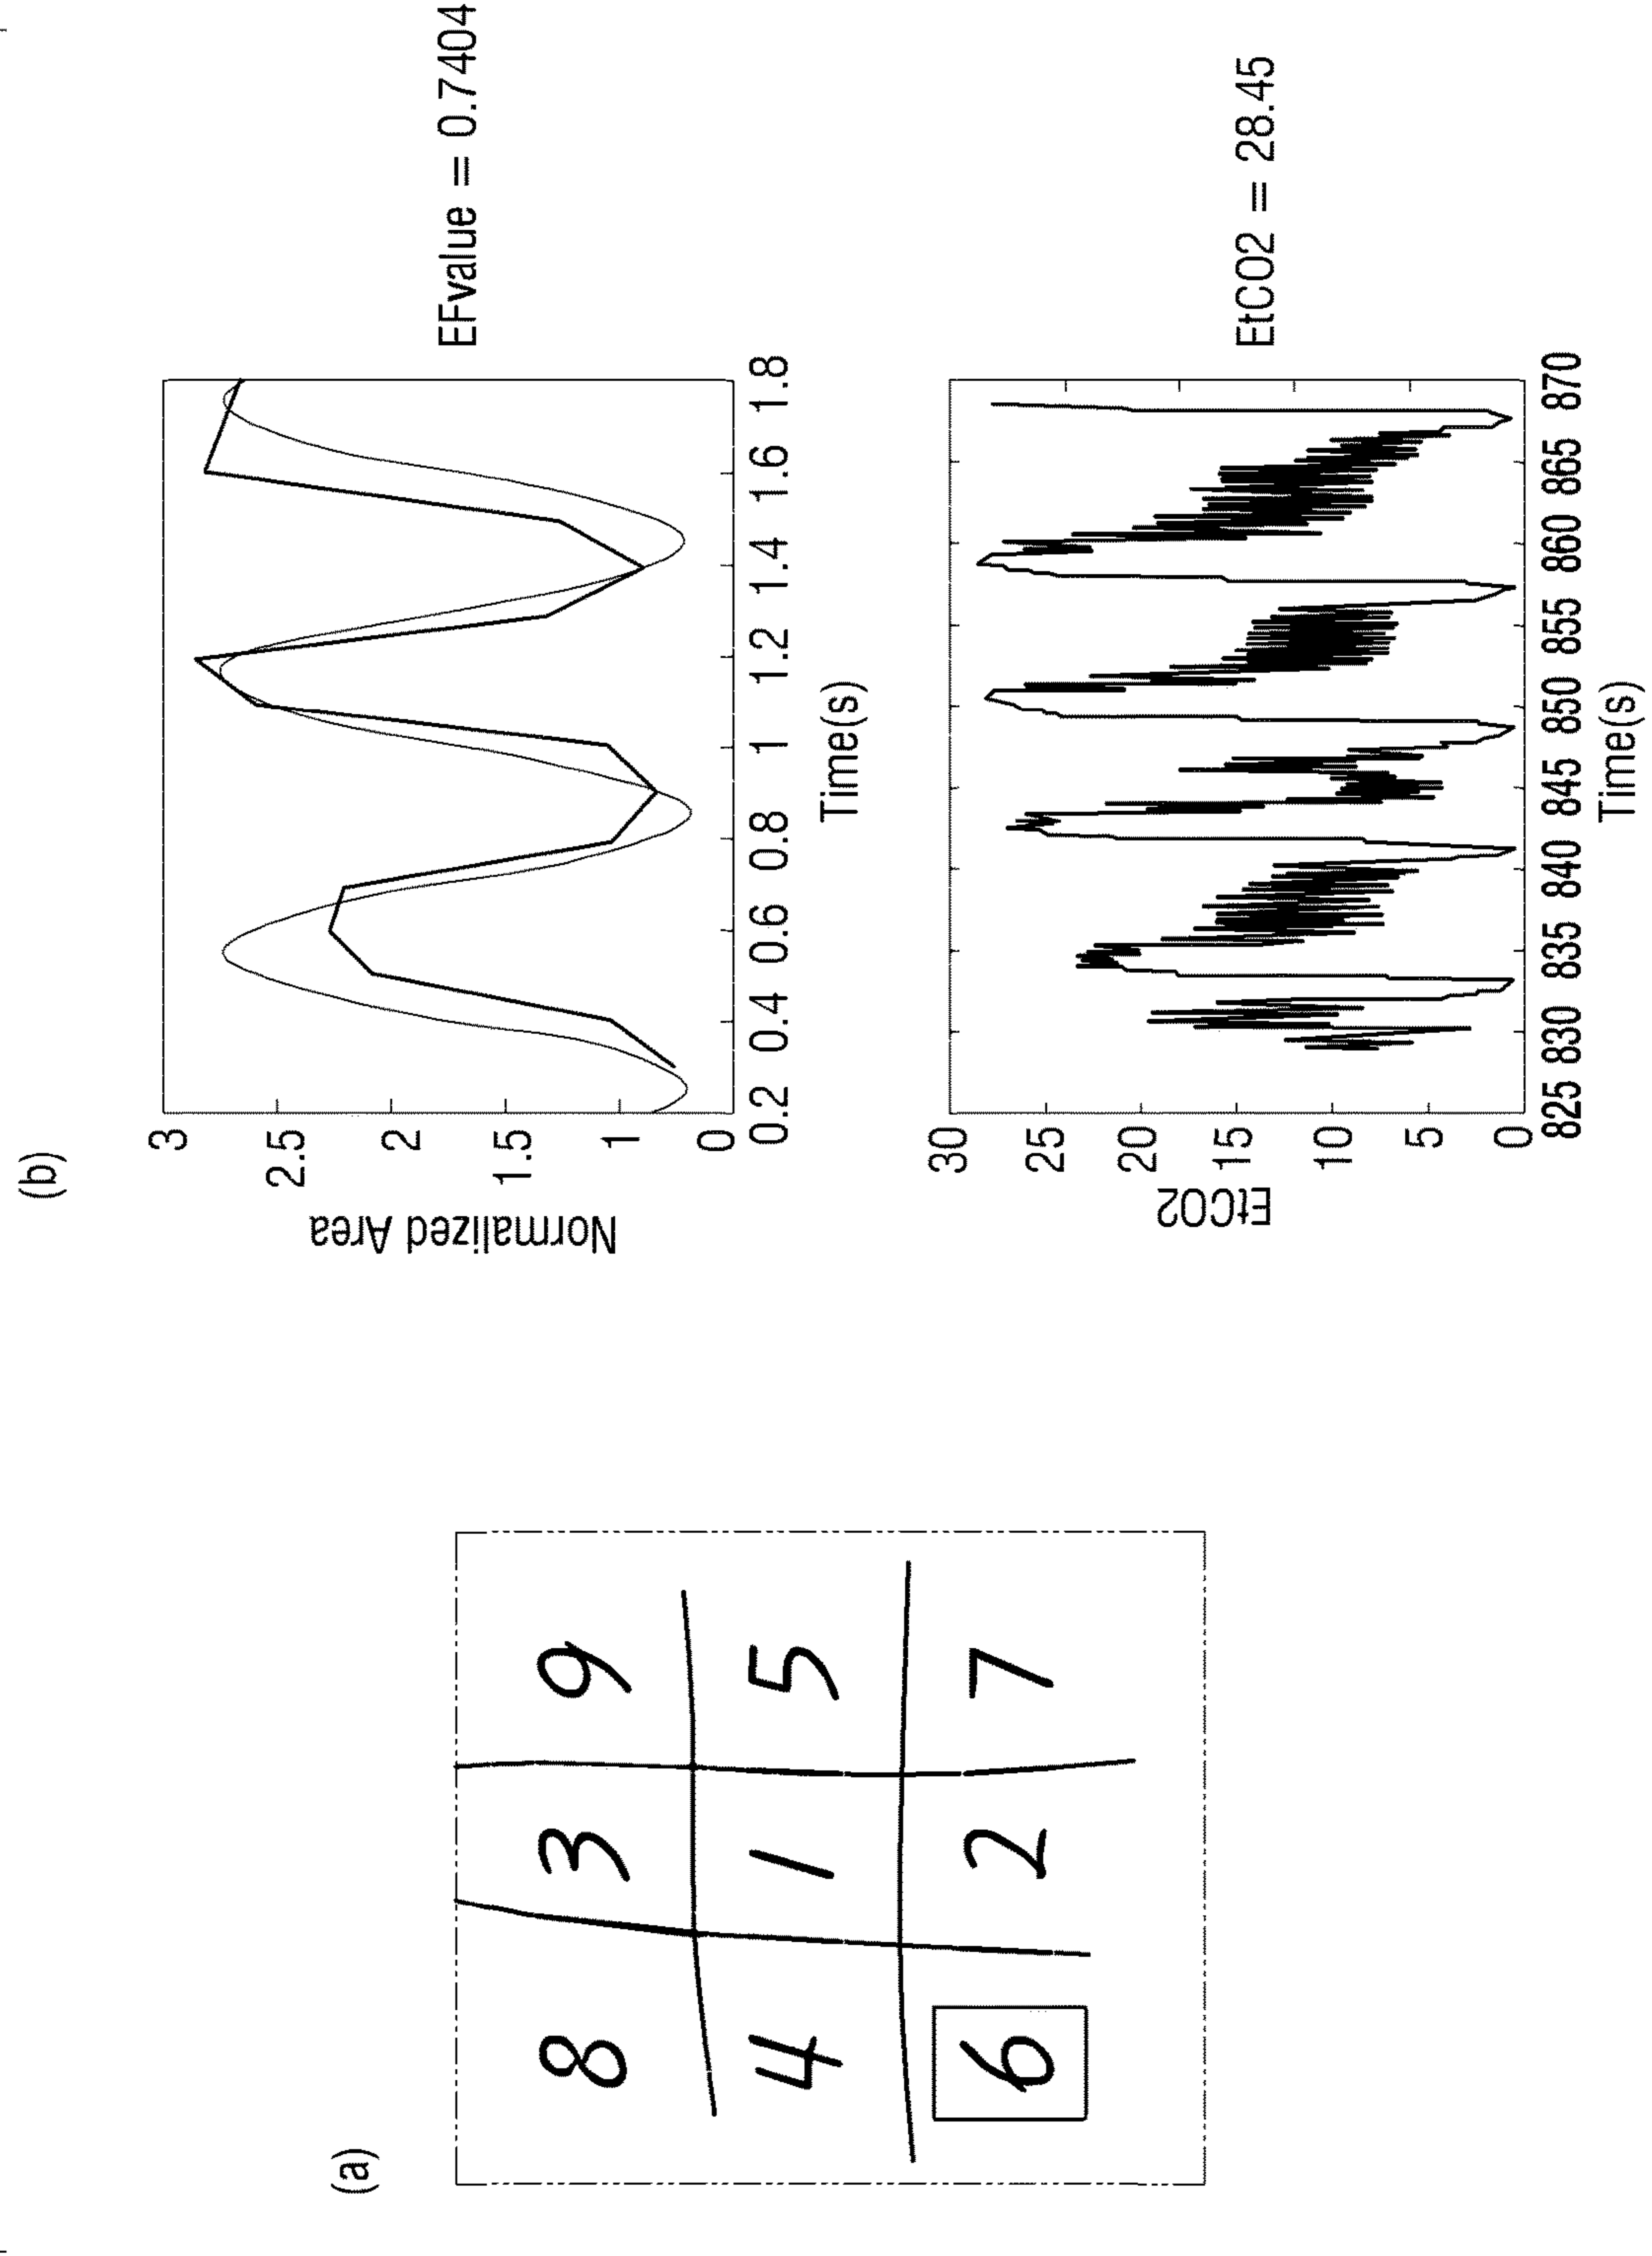 (a)
8 3 9
4 1 5
6 2 7
(b)
Normalized Area
3
2.5
2
1.5
1
0
0.2 0.4 0.6 0.8 1 1.2 1.4 1.6 1.8
Time(s)
EFvalue = 0.7404
EtCO2
30
25
20
15
10
5
0
825 830 835 840 845 850 855 860 865 870
Time(s)
EtCO2 = 28.45